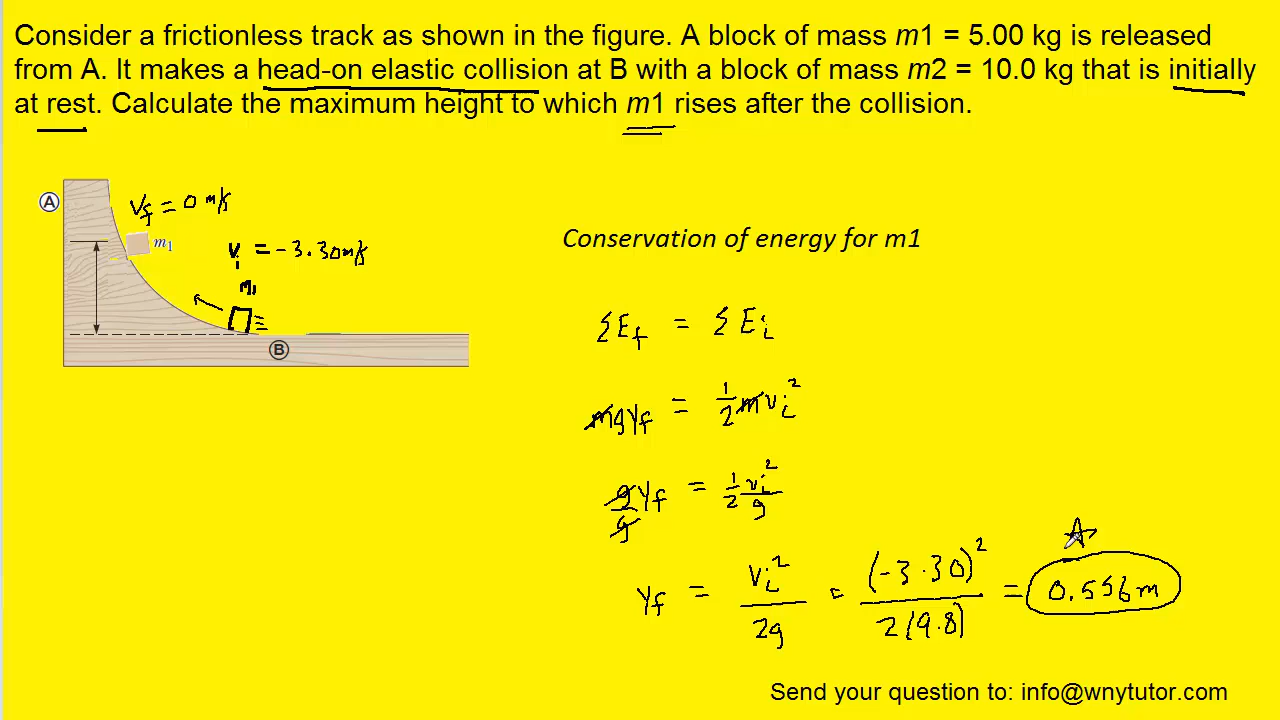 Consider a frictionless track as shown in the figure. A block of mass m1 = 5.00 kg is released
from A. It makes a head-on elastic collision at B with a block of mass m2 = 10.0 kg that is initially
at rest. Calculate the maximum height to which m1 rises after the collision.
A
Vf = 0 m/s
m1
vi = -3.30 m/s
m1
B
Conservation of energy for m1
ΣEf = ΣEi
mgyf = 1/2 mvi²
gyf/g = 1/2 vi²/g
yf = vi²/2g = (-3.30)²/2(9.8) = 0.556 m
A
Send your question to: info@wnytutor.com